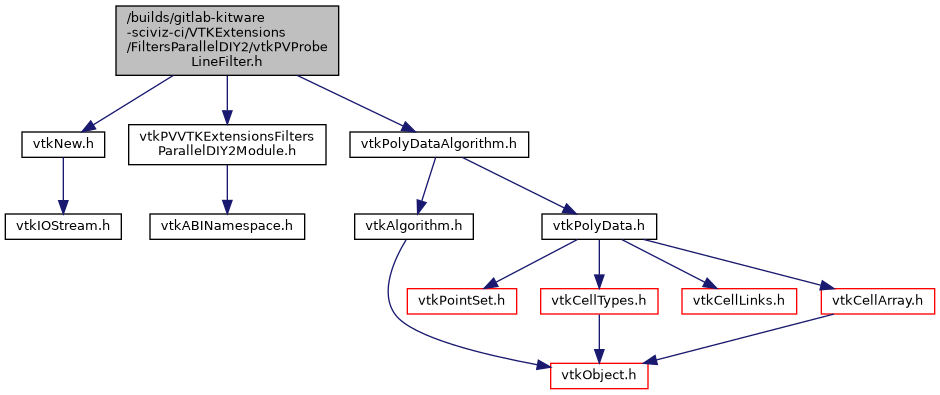 /builds/gitlab-kitware
-sciviz-ci/VTKExtensions
/FiltersParallelDIY2/vtkPVProbe
LineFilter.h
vtkNew.h
vtkPVVTKExtensionsFilters
ParallelDIY2Module.h
vtkPolyDataAlgorithm.h
vtkIOStream.h
vtkABINamespace.h
vtkAlgorithm.h
vtkPolyData.h
vtkPointSet.h
vtkCellTypes.h
vtkCellLinks.h
vtkCellArray.h
vtkObject.h